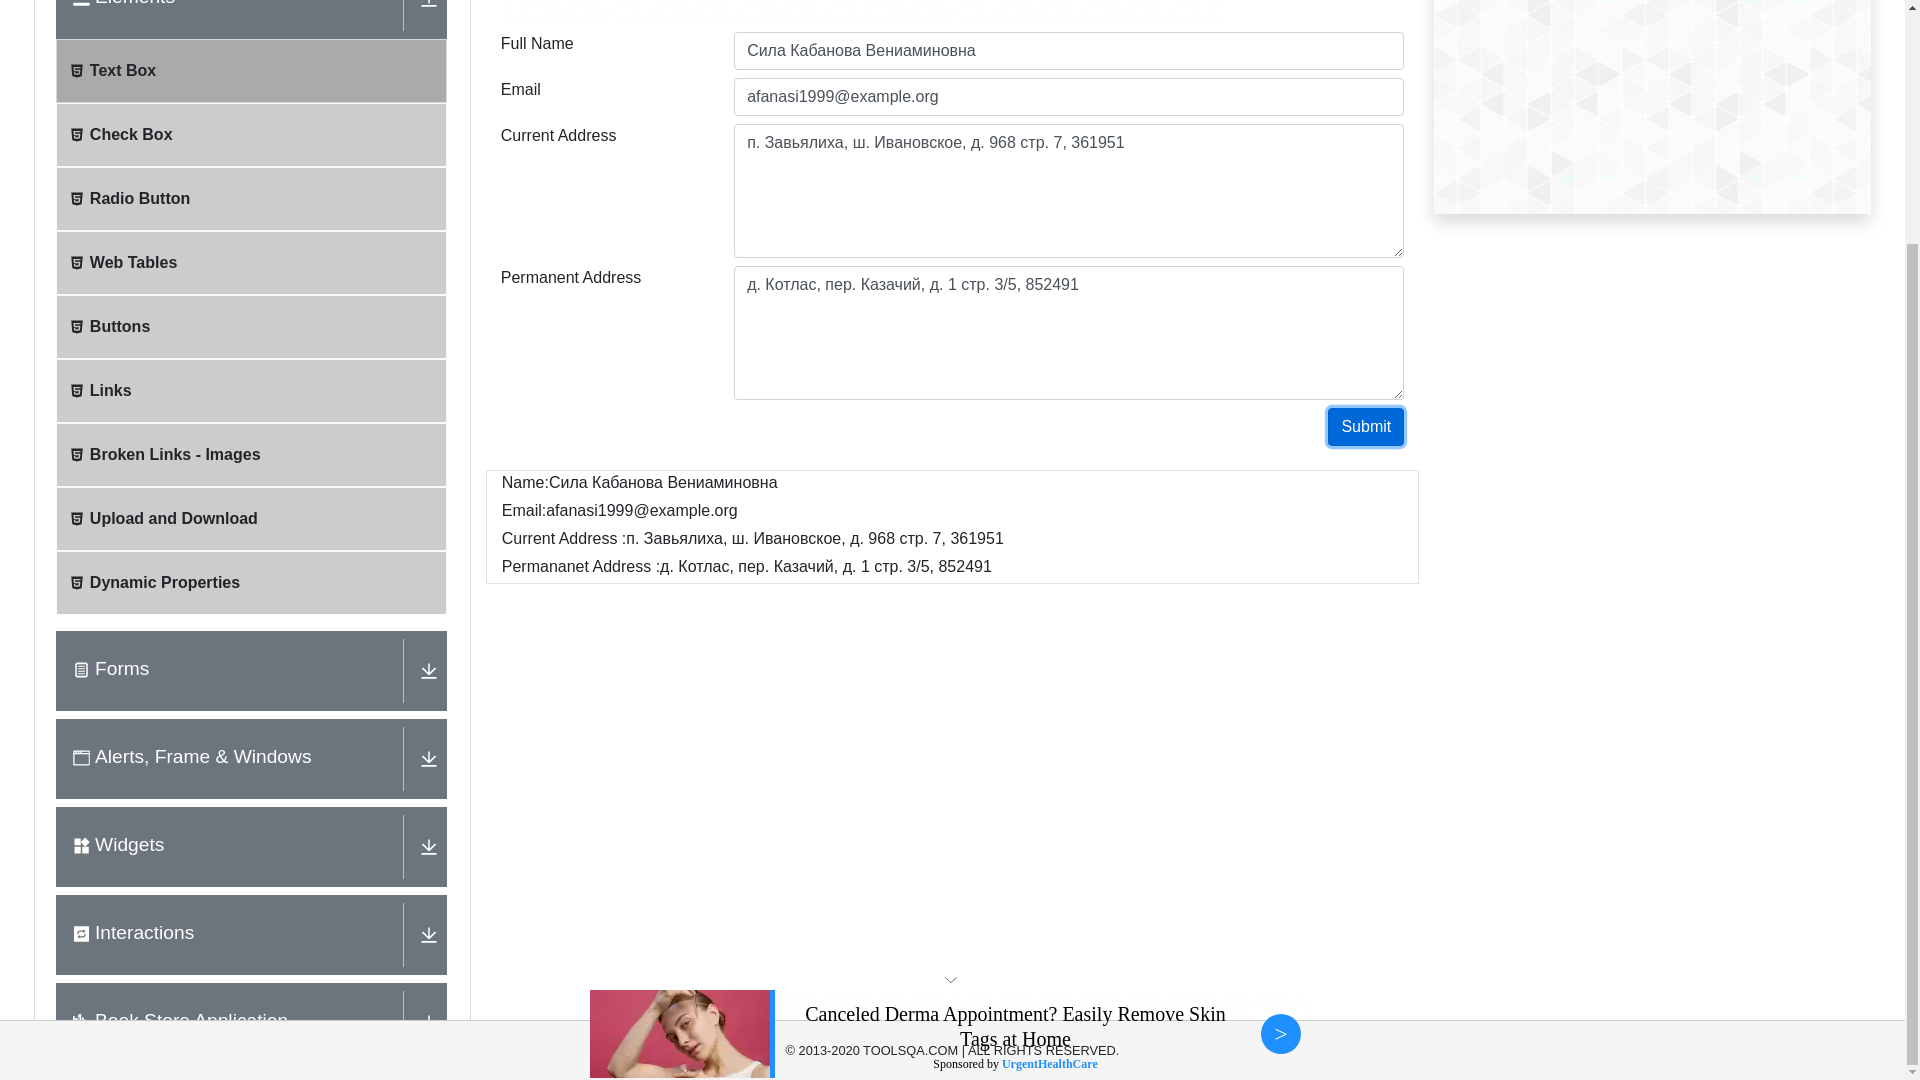 Elements
Text Box
Check Box
Radio Button
Web Tables
Buttons
Links
Broken Links - Images
Upload and Download
Dynamic Properties
Forms
Alerts, Frame & Windows
Widgets
Interactions
Book Store Application
Full Name
Сила Кабанова Вениаминовна
Email
afanasi1999@example.org
Current Address
п. Завьялиха, ш. Ивановское, д. 968 стр. 7, 361951
Permanent Address
д. Котлас, пер. Казачий, д. 1 стр. 3/5, 852491
Submit
Name:Сила Кабанова Вениаминовна
Email:afanasi1999@example.org
Current Address :п. Завьялиха, ш. Ивановское, д. 968 стр. 7, 361951
Permananet Address :д. Котлас, пер. Казачий, д. 1 стр. 3/5, 852491
Canceled Derma Appointment? Easily Remove Skin
Tags at Home
>
© 2013-2020 TOOLSQA.COM | ALL RIGHTS RESERVED.
Sponsored by UrgentHealthCare